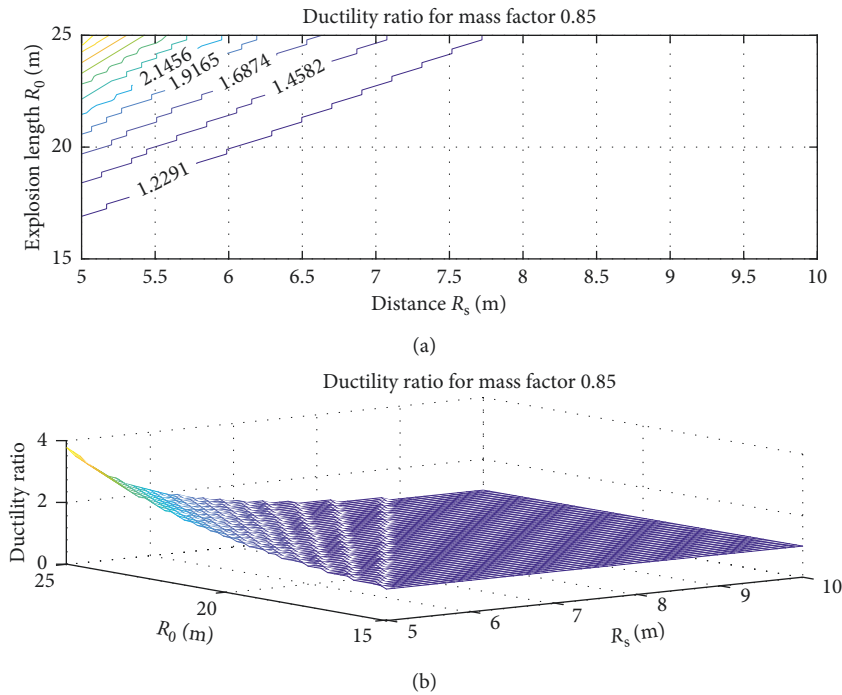 Ductility ratio for mass factor 0.85
Explosion length R0 (m)
25
20
15
2.1456
1.9165
1.6874
1.4582
1.2291
5 5.5 6 6.5 7 7.5 8 8.5 9 9.5 10
Distance Rs (m)
(a)
Ductility ratio for mass factor 0.85
Ductility ratio
4
2
0
25
20
15
R0 (m)
5 6 7 8 9 10
Rs (m)
(b)